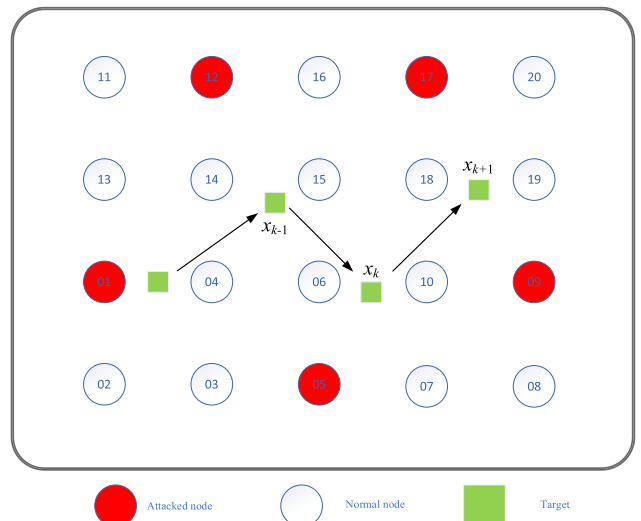 11 12 16 17 20
13 14 15 18 19
x_{k+1}
x_{k-1}
x_k
01 04 06 10 09
02 03 05 07 08
Attacked node Normal node Target